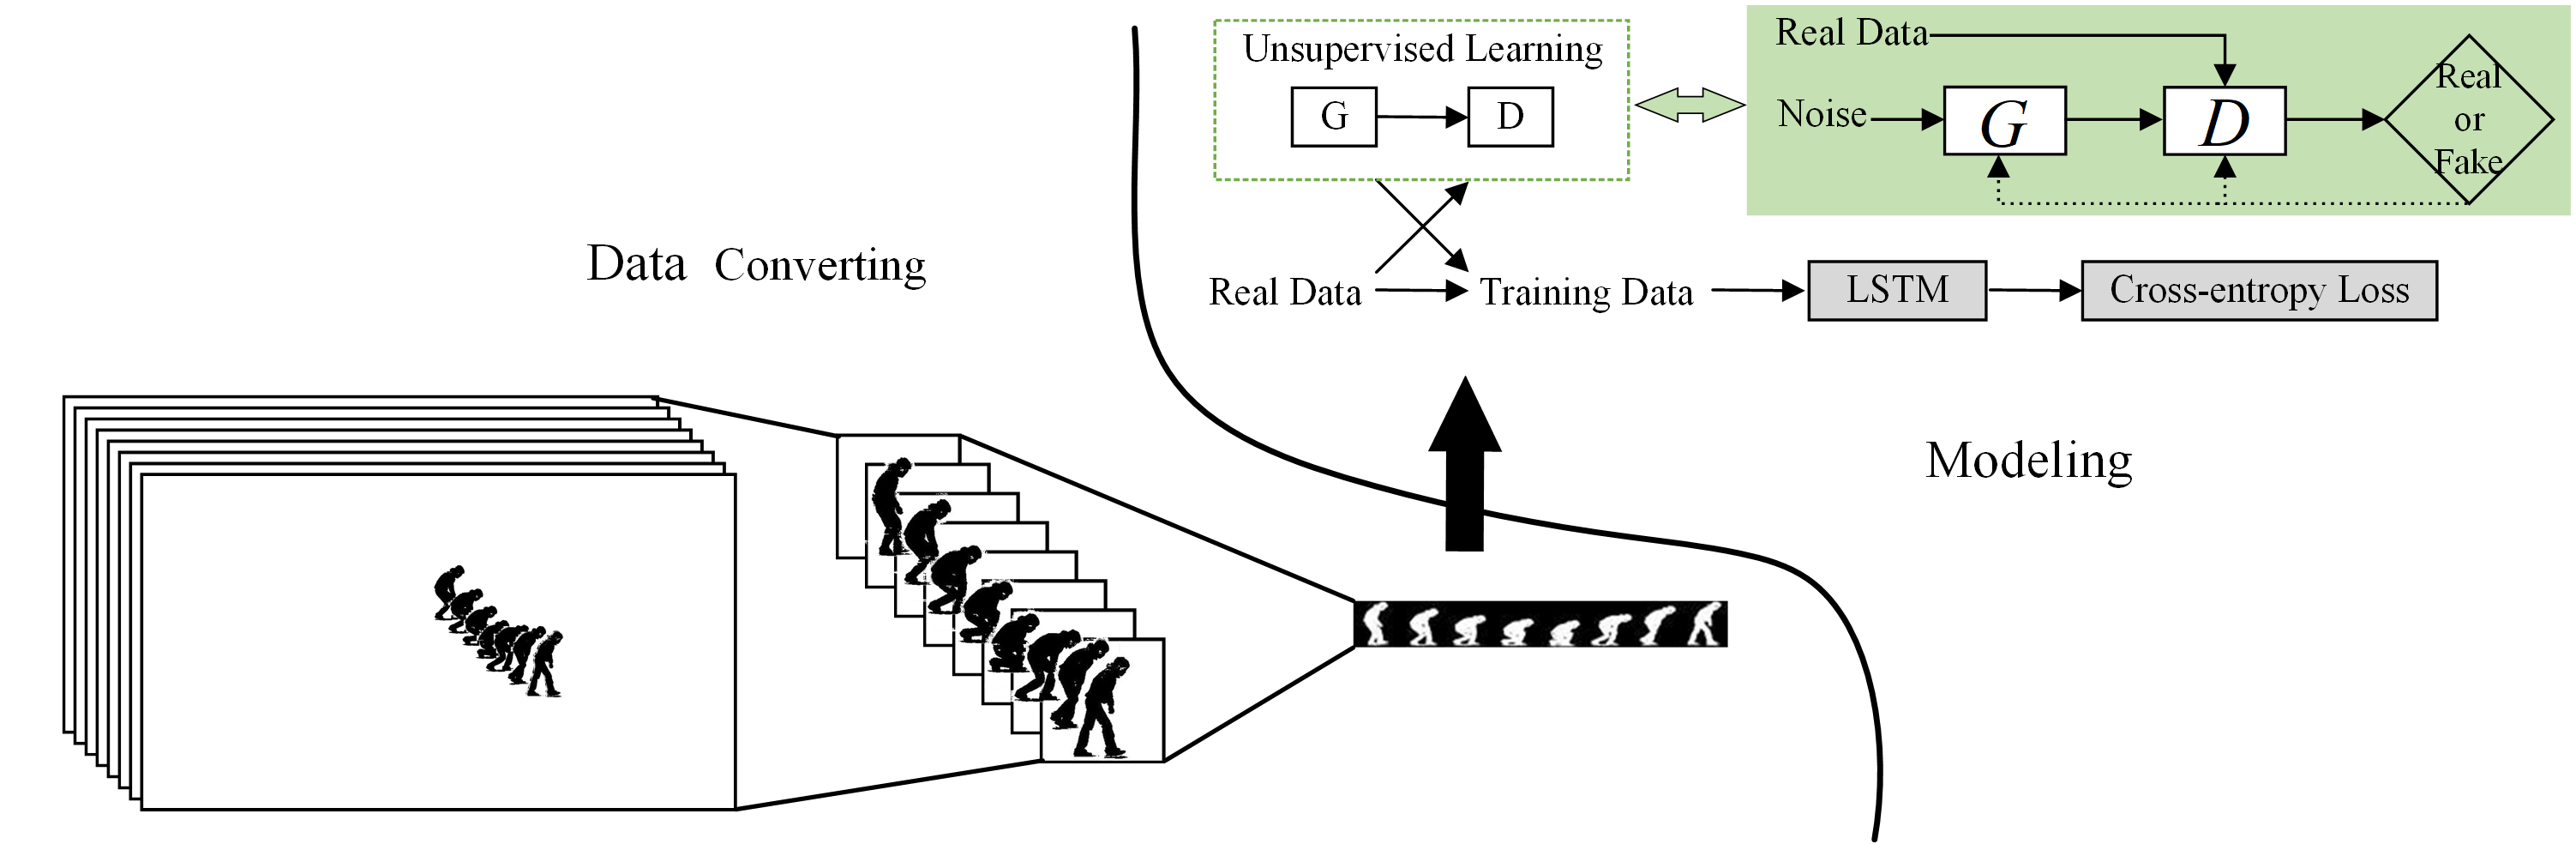 Data Converting
Unsupervised Learning
G
D
Real Data
Training Data
LSTM
Cross-entropy Loss
Real Data
Noise
G
D
Real
or
Fake
Modeling